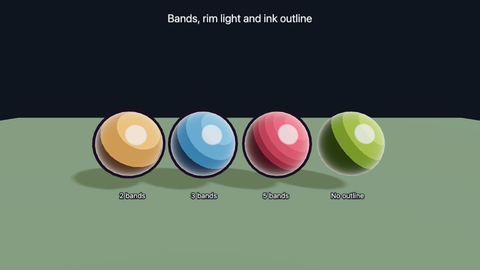 Bands, rim light and ink outline
2 bands
3 bands
5 bands
No outline